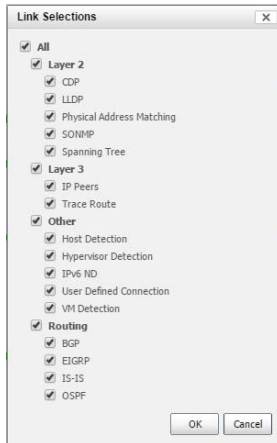 Link Selections
All
Layer 2
CDP
LLDP
Physical Address Matching
SONMP
Spanning Tree
Layer 3
IP Peers
Trace Route
Other
Host Detection
Hypervisor Detection
IPv6 ND
User Defined Connection
VM Detection
Routing
BGP
EIGRP
IS-IS
OSPF
OK Cancel